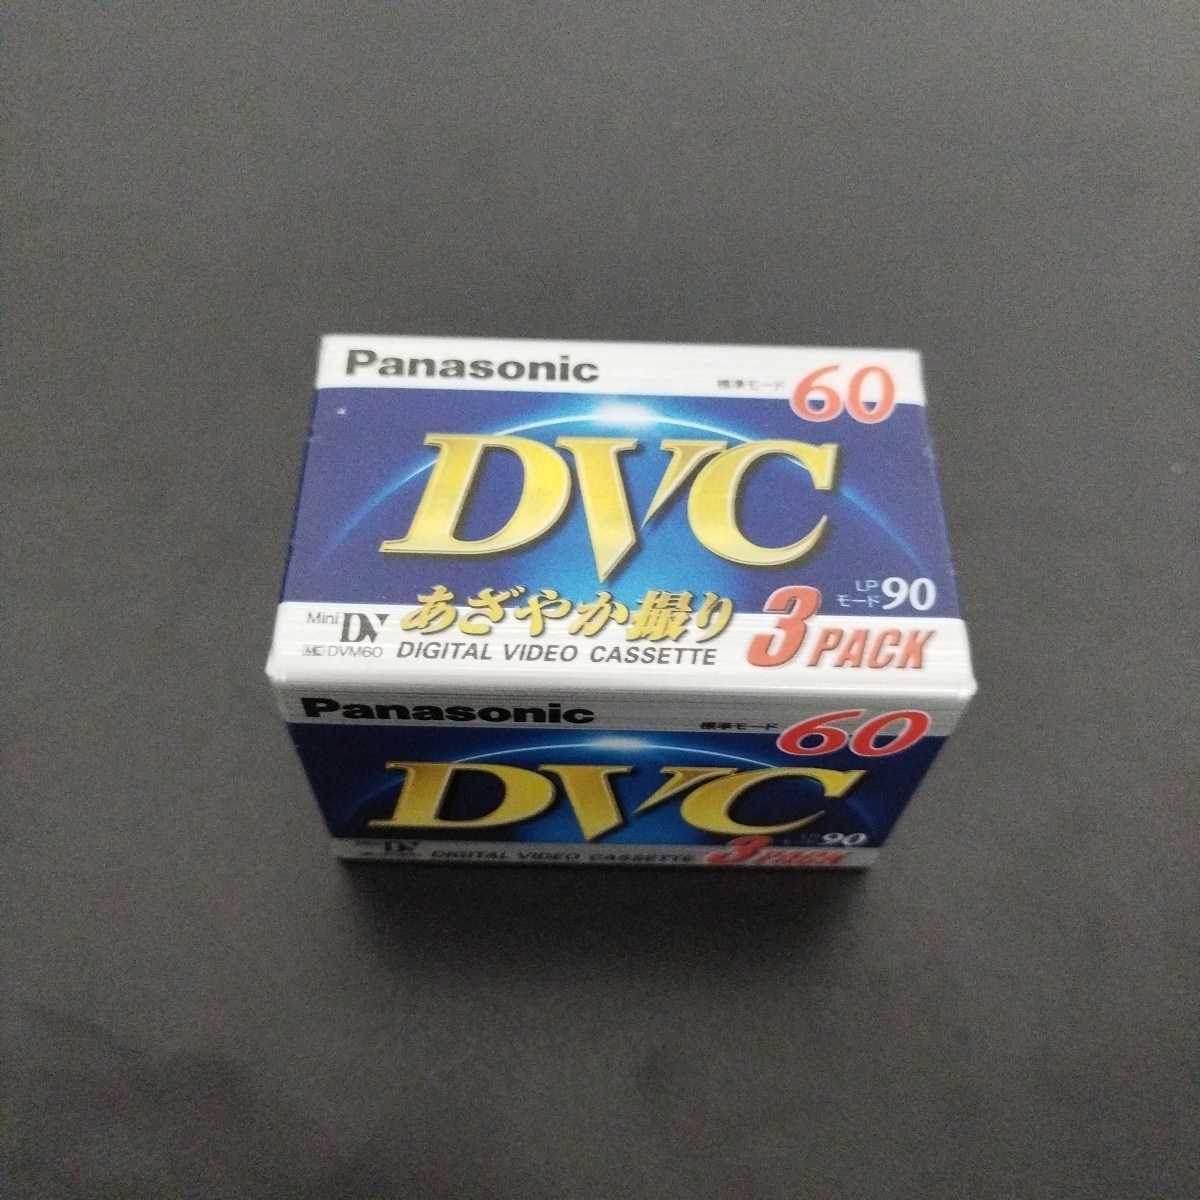 Panasonic
標準モード 60
DVC
LP
モード 90
あざやか撮り
Mini DV
MC DVM60
DIGITAL VIDEO CASSETTE
3 PACK
Panasonic
標準モード 60
DVC
90
DV
DIGITAL VIDEO CASSETTE
3 PACK